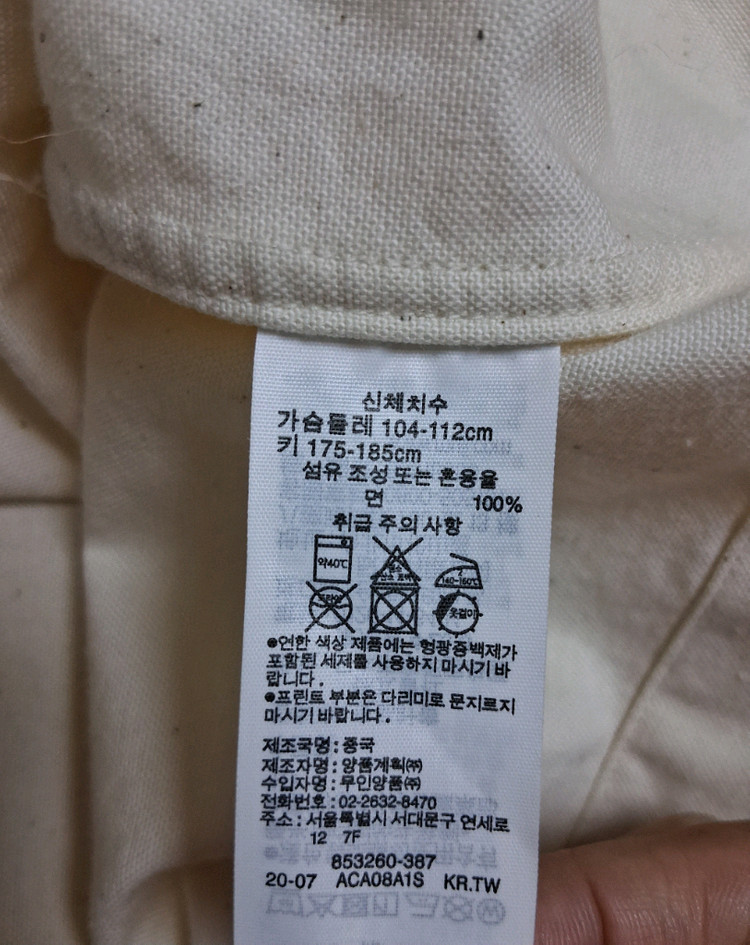 신체치수
가슴둘레 104-112cm
키 175-185cm
섬유 조성 또는 혼용율
면 100%
취급 주의 사항
약40℃
140-160℃
옷걸이
●연한 색상 제품에는 형광증백제가
포함된 세제를 사용하지 마시기 바
랍니다.
●프린트 부분은 다리미로 문지르지
마시기 바랍니다.
제조국명: 중국
제조자명: 양품계획㈜
수입자명: 무인양품㈜
전화번호: 02-2632-8470
주소: 서울특별시 서대문구 연세로
12 7F
853260-387
20-07 ACA08A1S KR.TW